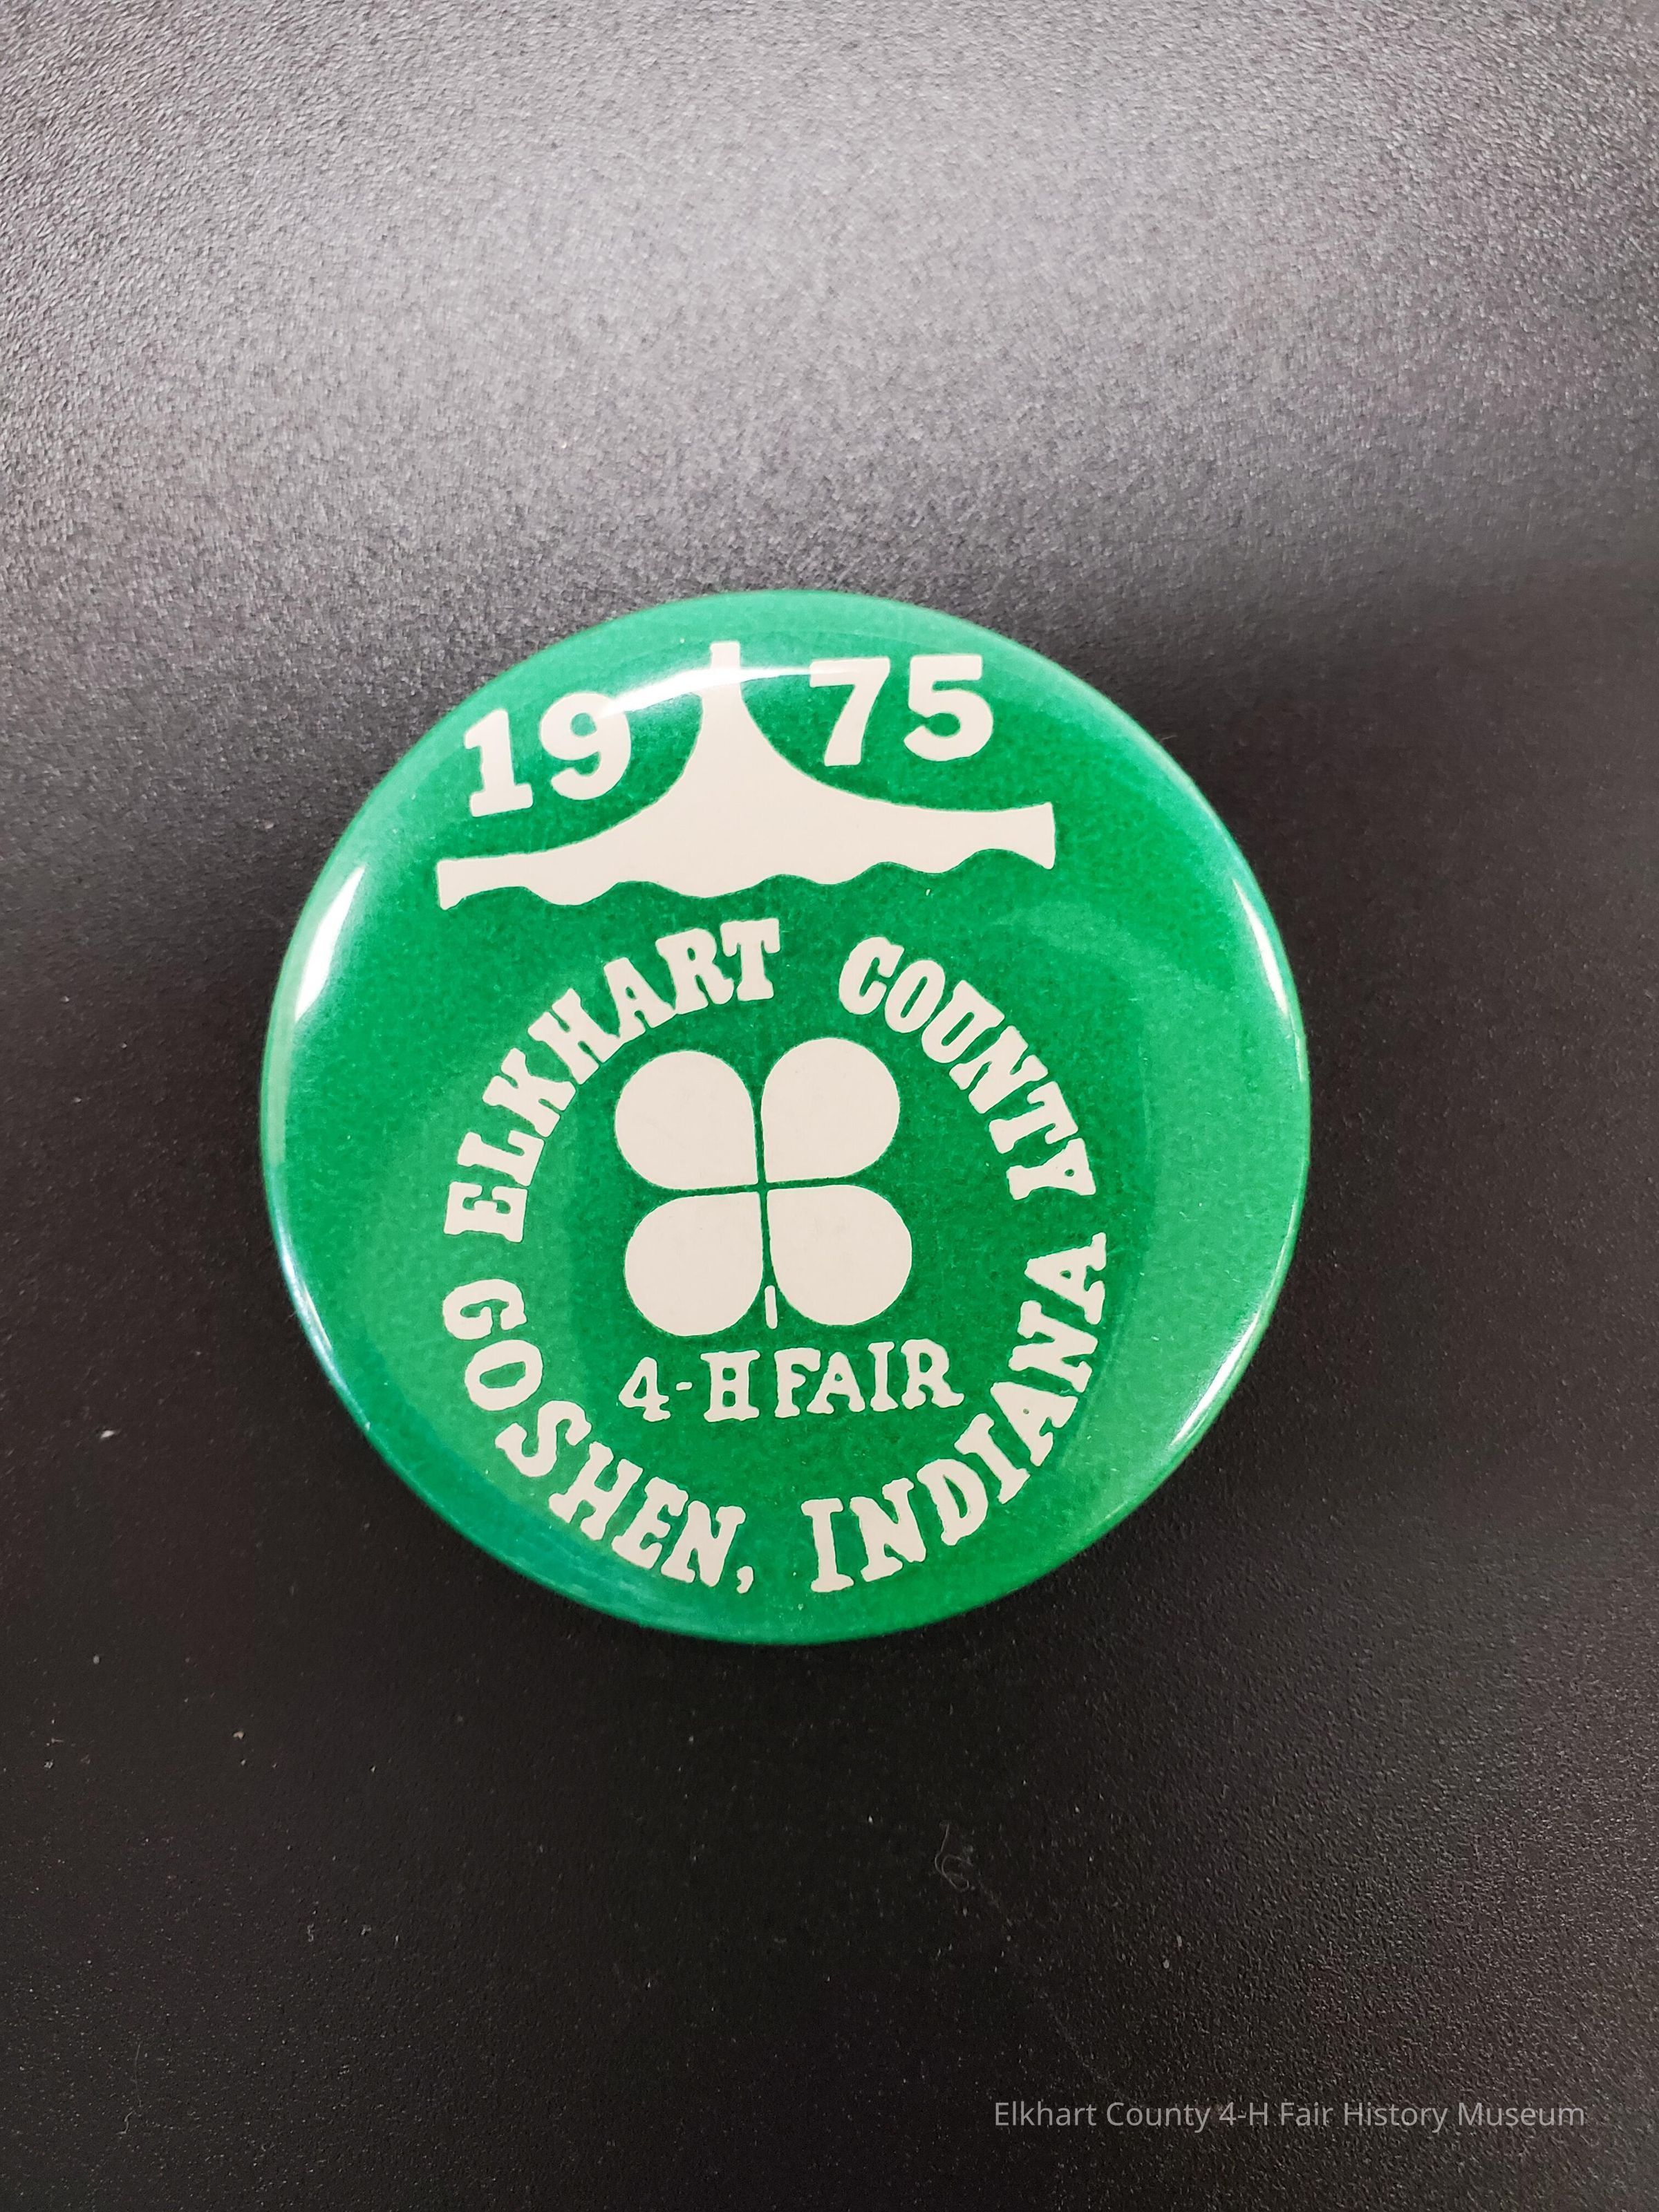 1975
ELKHART COUNTY
4-H FAIR
GOSHEN, INDIANA
Elkhart County 4-H Fair History Museum